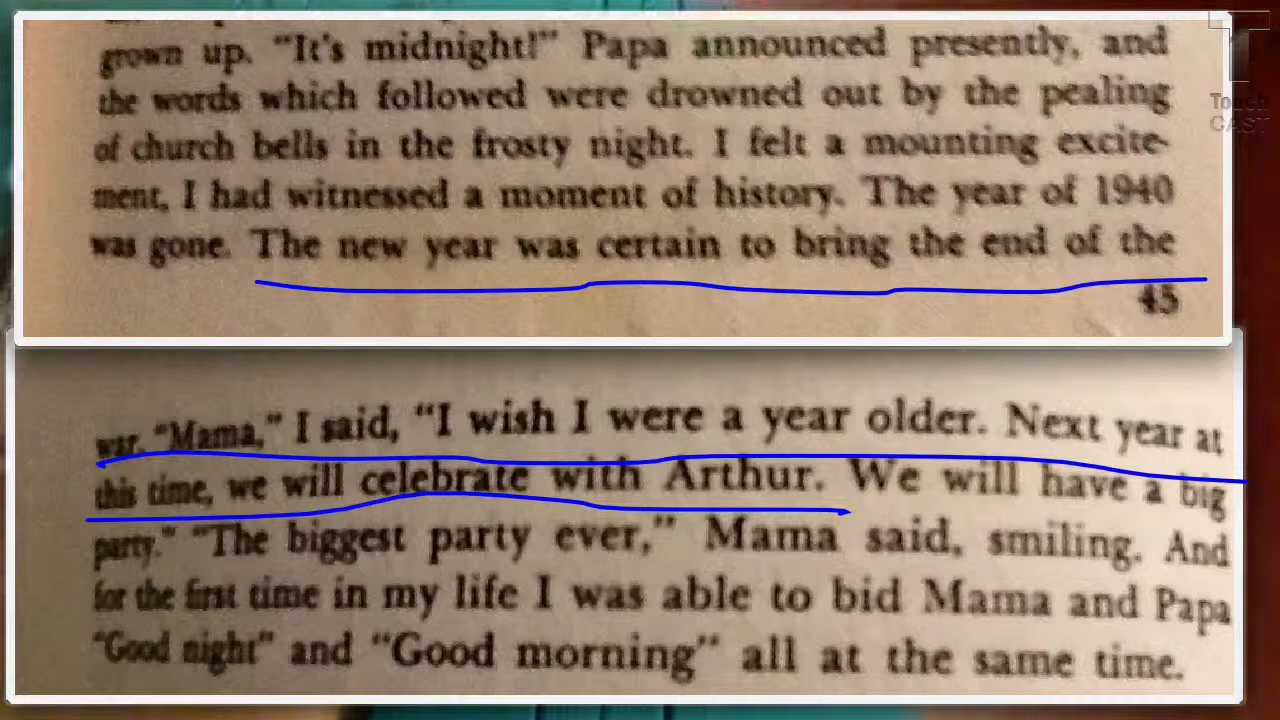 grown up. "It's midnight!" Papa announced presently, and
the words which followed were drowned out by the pealing
of church bells in the frosty night. I felt a mounting excite-
ment, I had witnessed a moment of history. The year of 1940
was gone. The new year was certain to bring the end of the
45
war. "Mama," I said, "I wish I were a year older. Next year at
this time, we will celebrate with Arthur. We will have a big
party." "The biggest party ever," Mama said, smiling. And
for the first time in my life I was able to bid Mama and Papa
"Good night" and "Good morning" all at the same time.
T
Touch
CAST